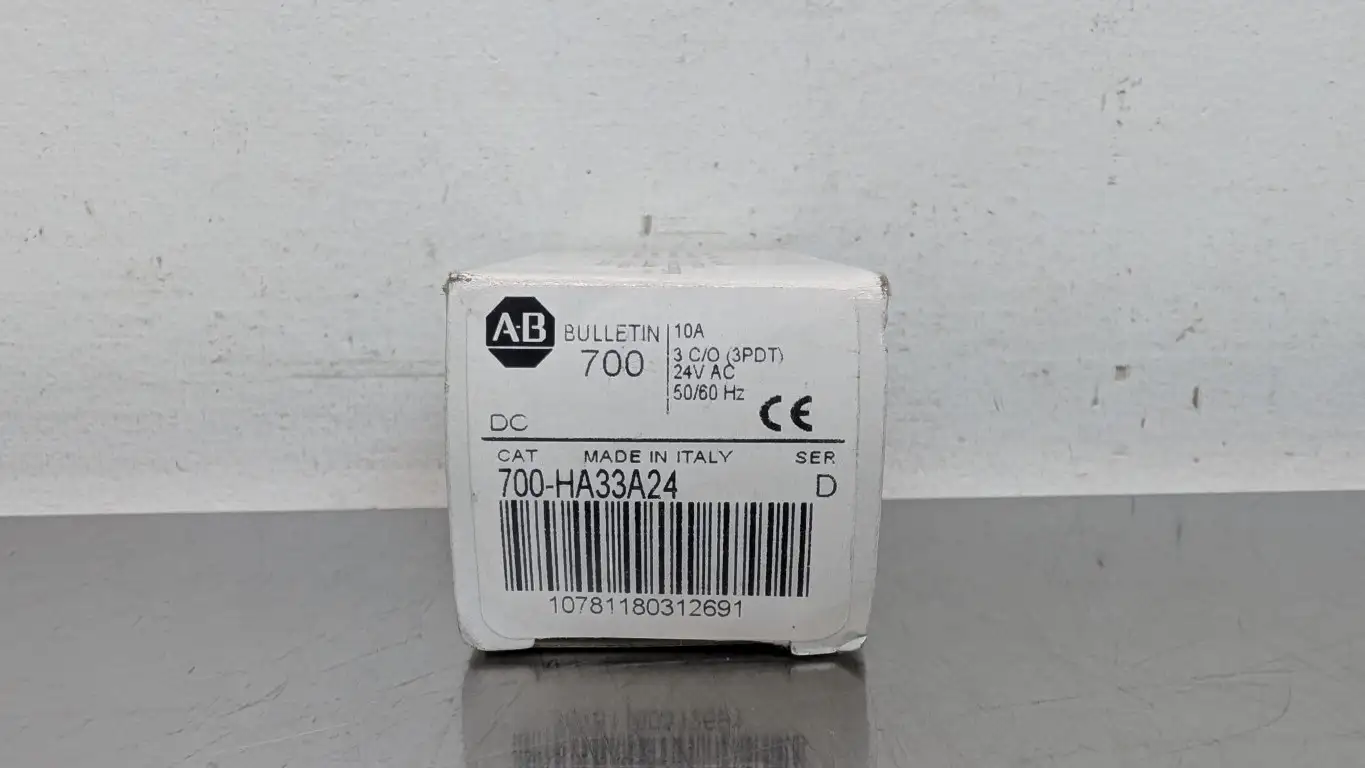 A-B
BULLETIN
700
10A
3 C/O (3PDT)
24V AC
50/60 Hz
CE
DC
CAT MADE IN ITALY SER
700-HA33A24 D
10781180312691